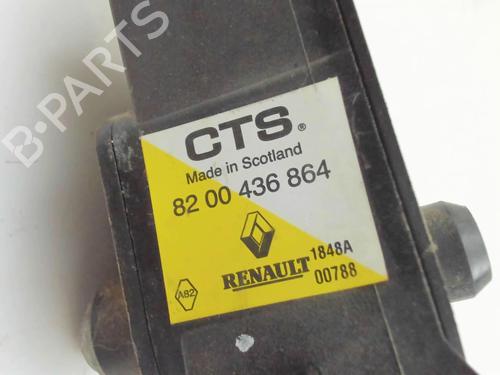 B-PARTS
CTS®
Made in Scotland
82 00 436 864
RENAULT
1848A
00788
A82